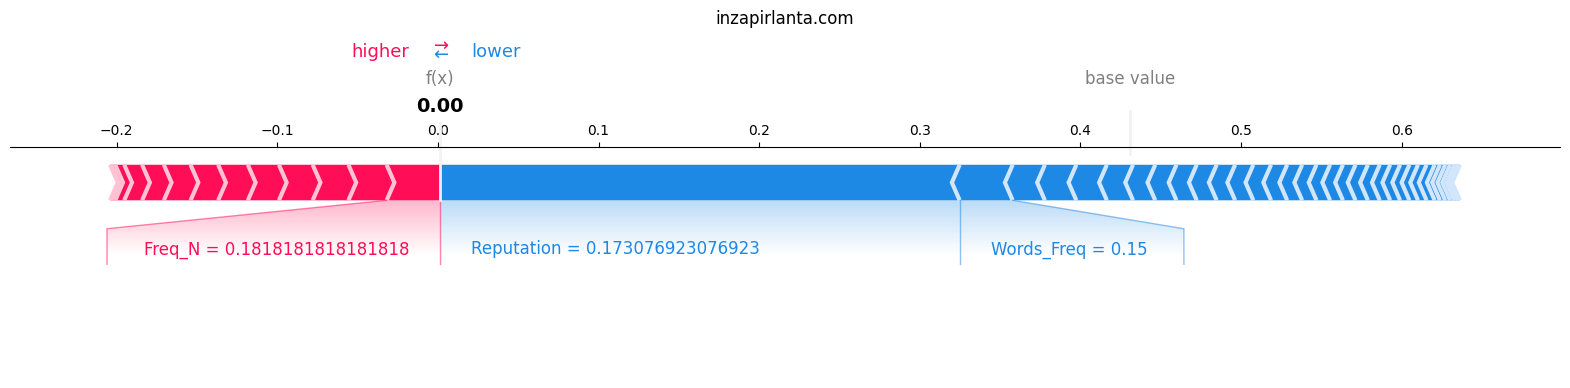 inzapirlanta.com
higher → ← lower
f(x) base value
0.00
−0.2 −0.1 0.0 0.1 0.2 0.3 0.4 0.5 0.6
Freq_N = 0.1818181818181818 Reputation = 0.173076923076923 Words_Freq = 0.15